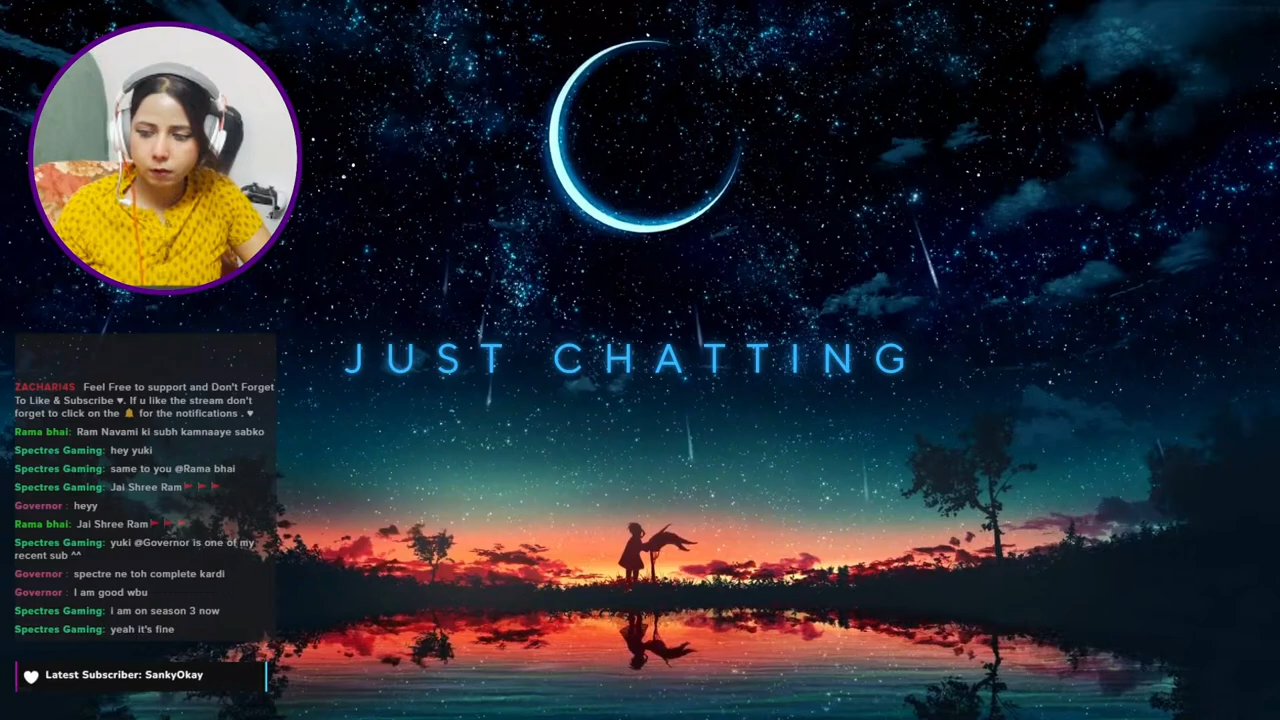 JUST CHATTING
ZACHARI4S Feel Free to support and Don't Forget
To Like & Subscribe ♥. If u like the stream don't
forget to click on the 🔔 for the notifications . ♥
Rama bhai: Ram Navami ki subh kamnaaye sabko
Spectres Gaming: hey yuki
Spectres Gaming: same to you @Rama bhai
Spectres Gaming: Jai Shree Ram🚩🚩🚩
Governor : heyy
Rama bhai: Jai Shree Ram🚩🚩🚩
Spectres Gaming: yuki @Governor is one of my
recent sub ^^
Governor : spectre ne toh complete kardi
Governor : I am good wbu
Spectres Gaming: i am on season 3 now
Spectres Gaming: yeah it's fine
Latest Subscriber: SankyOkay